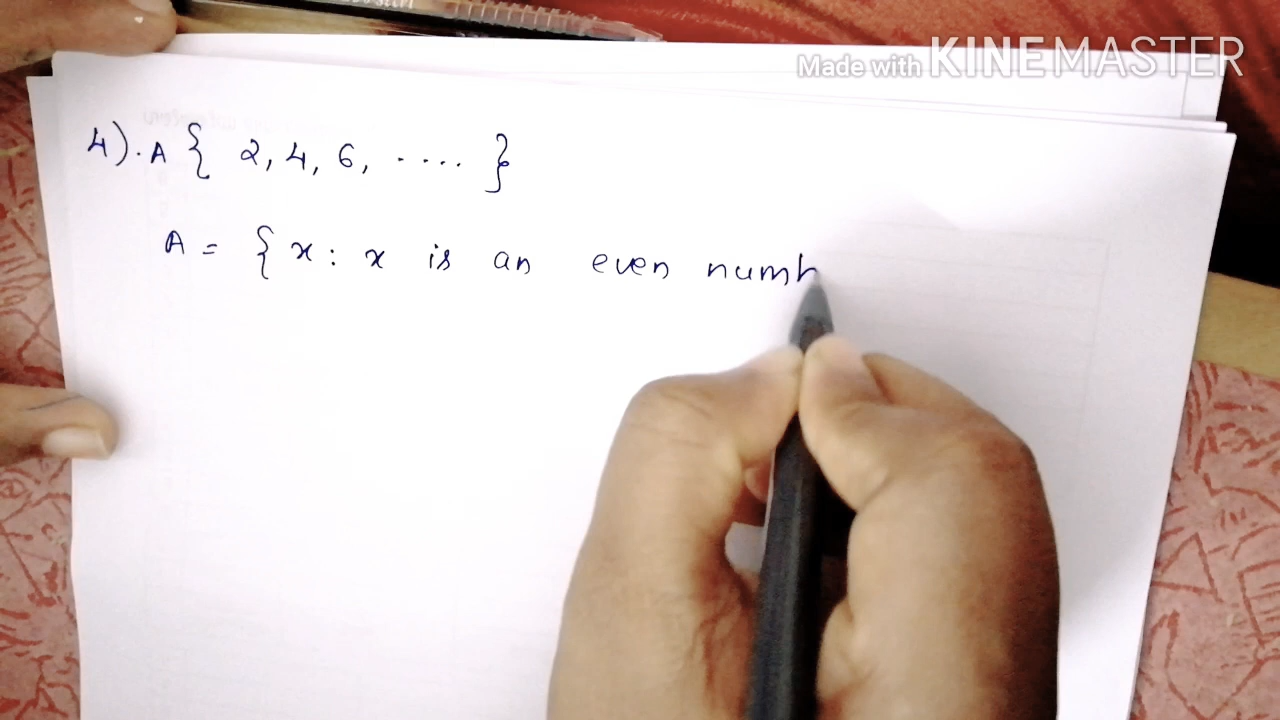 Made with KINEMASTER
4). A { 2, 4, 6, .... }
A = { x : x is an even numb